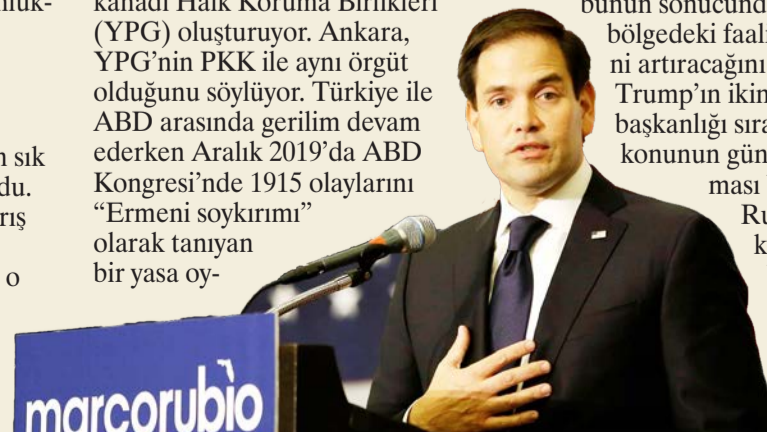 lük-
n sık
du.
rış
o
kanadı Halk Koruma Birlikleri
(YPG) oluşturuyor. Ankara,
YPG’nin PKK ile aynı örgüt
olduğunu söylüyor. Türkiye ile
ABD arasında gerilim devam
ederken Aralık 2019’da ABD
Kongresi’nde 1915 olaylarını
“Ermeni soykırımı”
olarak tanıyan
bir yasa oy-
bunun sonucund
bölgedeki faali
ni artıracağını
Trump’ın ikin
başkanlığı sıra
konunun gün
ması
Ru
k
marcorubio